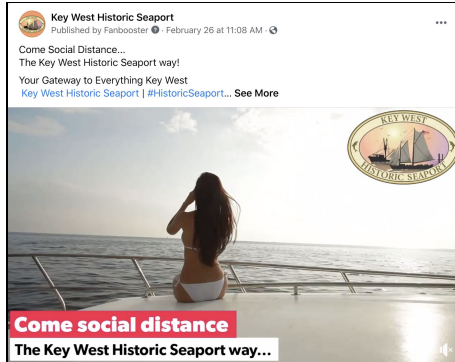 Key West Historic Seaport
Published by Fanbooster · February 26 at 11:08 AM ·
Come Social Distance...
The Key West Historic Seaport way!
Your Gateway to Everything Key West
Key West Historic Seaport | #HistoricSeaport... See More
KEY WEST
HISTORIC SEAPORT
Come social distance
The Key West Historic Seaport way...